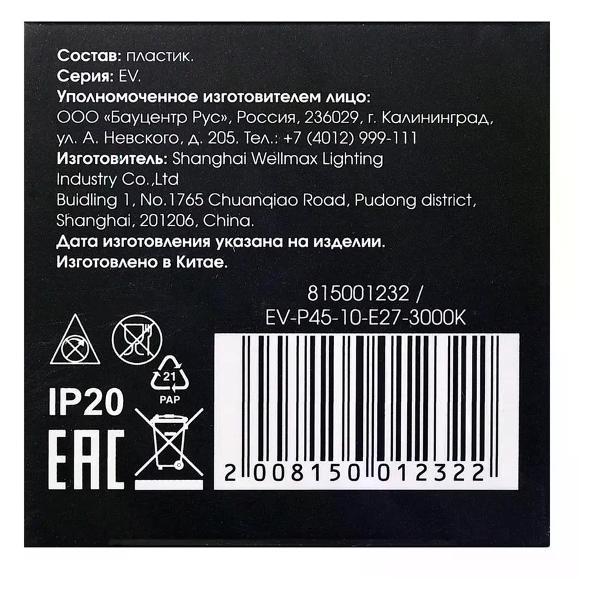 Состав: пластик.
Серия: EV.
Уполномоченное изготовителем лицо:
ООО «Бауцентр Рус», Россия, 236029, г. Калининград,
ул. А. Невского, д. 205. Тел.: +7 (4012) 999-111
Изготовитель: Shanghai Wellmax Lighting
Industry Co.,Ltd
Buidling 1, No.1765 Chuanqiao Road, Pudong district,
Shanghai, 201206, China.
Дата изготовления указана на изделии.
Изготовлено в Китае.
815001232 /
EV-P45-10-E27-3000K
21
PAP
IP20
EAC
2 008150 012322